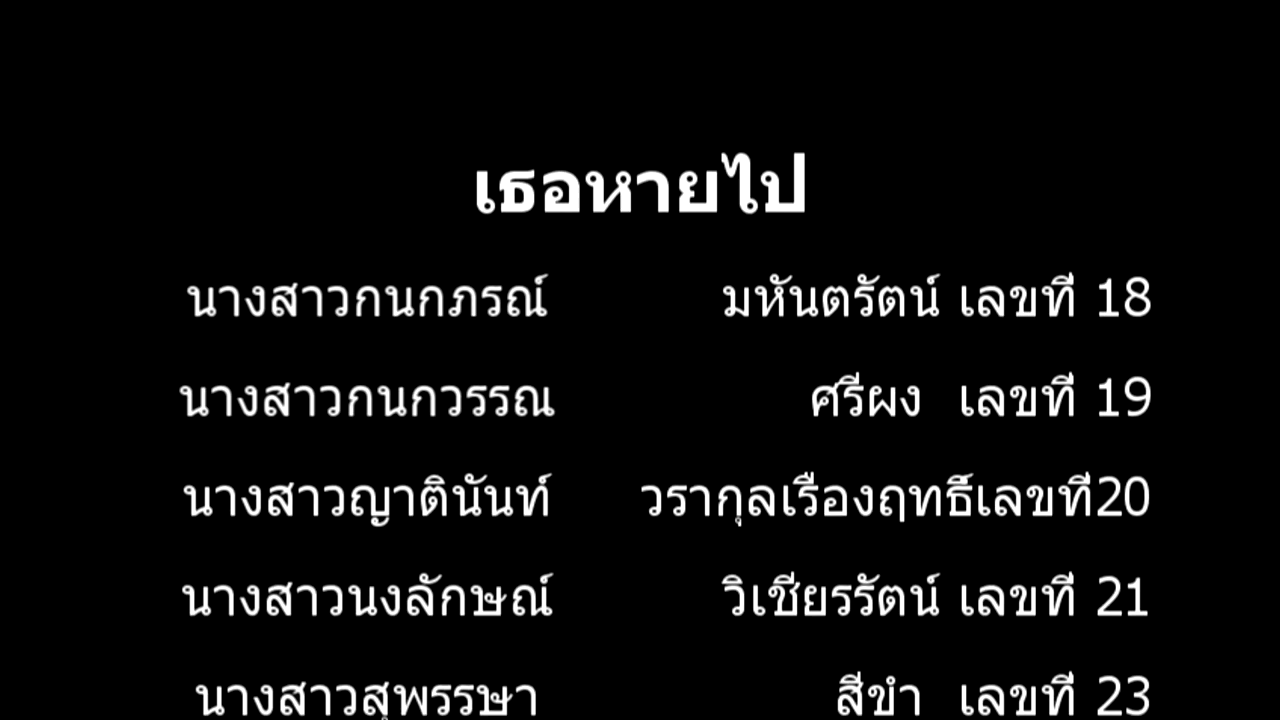 เธอหายไป
นางสาวกนกภรณ์ มหันตรัตน์ เลขที่ 18
นางสาวกนกวรรณ ศรีผง เลขที่ 19
นางสาวญาตินันท์ วรากุลเรืองฤทธิ์เลขที่20
นางสาวนงลักษณ์ วิเชียรรัตน์ เลขที่ 21
นางสาวสุพรรษา สีขำ เลขที่ 23